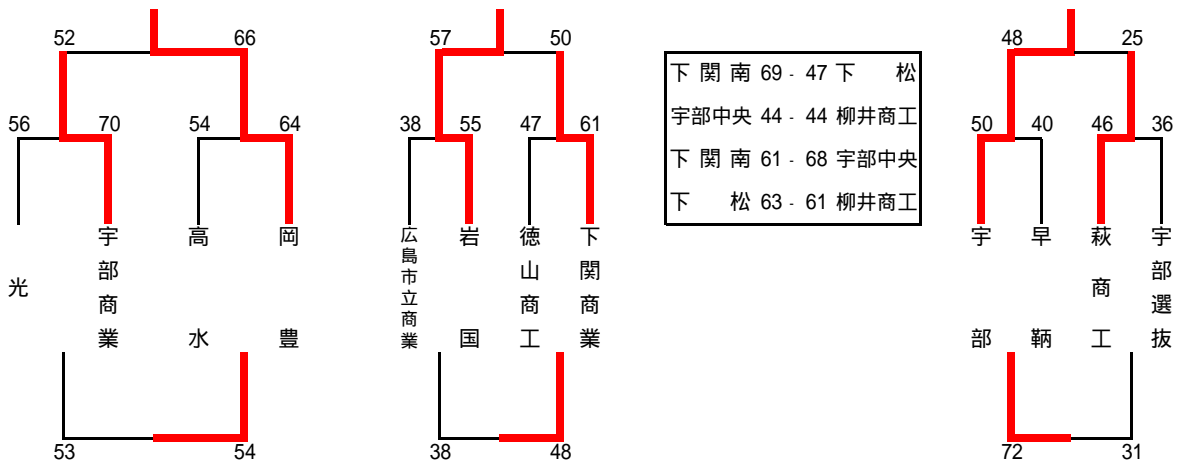 52 66
56 70 54 64
光
宇部商業
高水
岡豊
53 54
57 50
38 55 47 61
広島市立商業
岩国
徳山商工
下関商業
38 48
下関南 69 - 47 下松
宇部中央 44 - 44 柳井商工
下関南 61 - 68 宇部中央
下松 63 - 61 柳井商工
48 25
50 40 46 36
宇部
早鞆
萩商工
宇部選抜
72 31